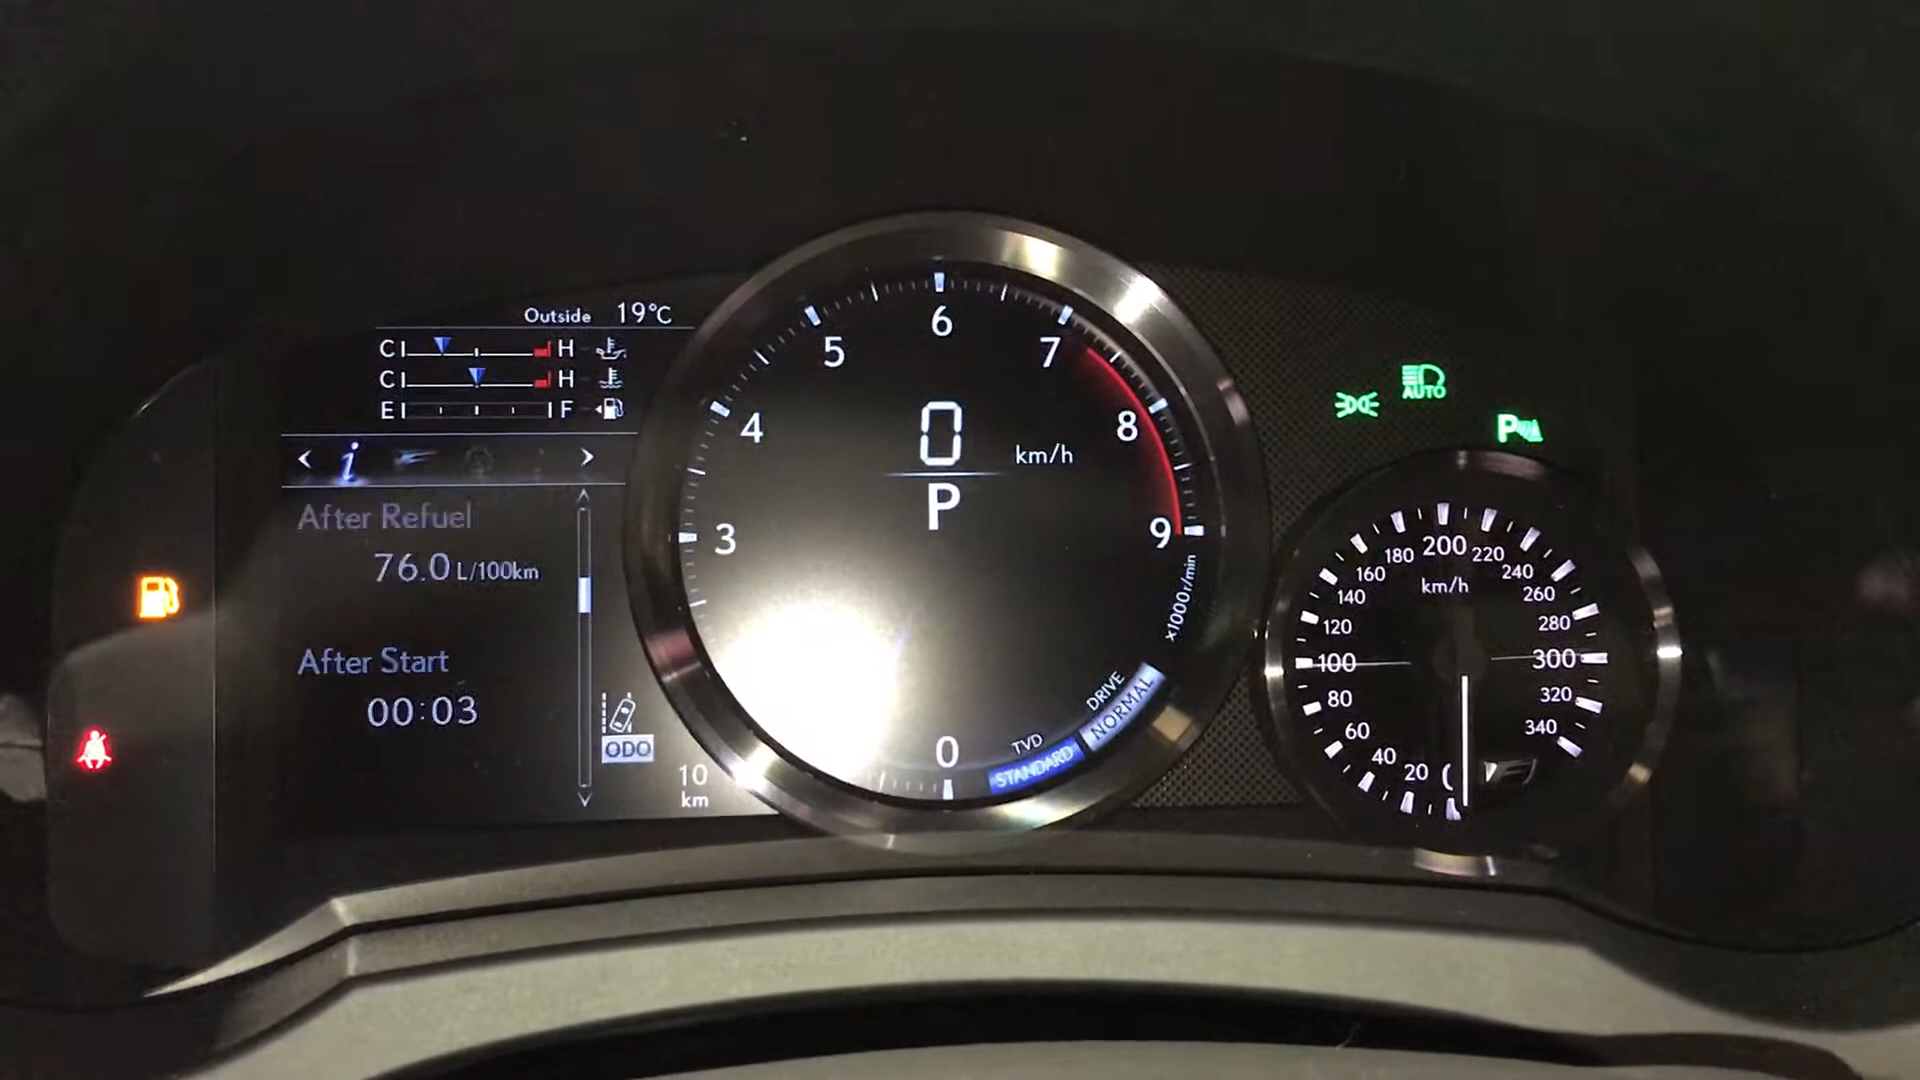 Outside 19°C
C H
C H
E F
After Refuel
76.0 L/100km
After Start
00:03
ODO
10
km
0 3 4 5 6 7 8 9
x1000r/min
0
km/h
P
DRIVE
NORMAL
TVD
STANDARD
AUTO
P
20 40 60 80 100 120 140 160 180 200 220 240 260 280 300 320 340
km/h
F